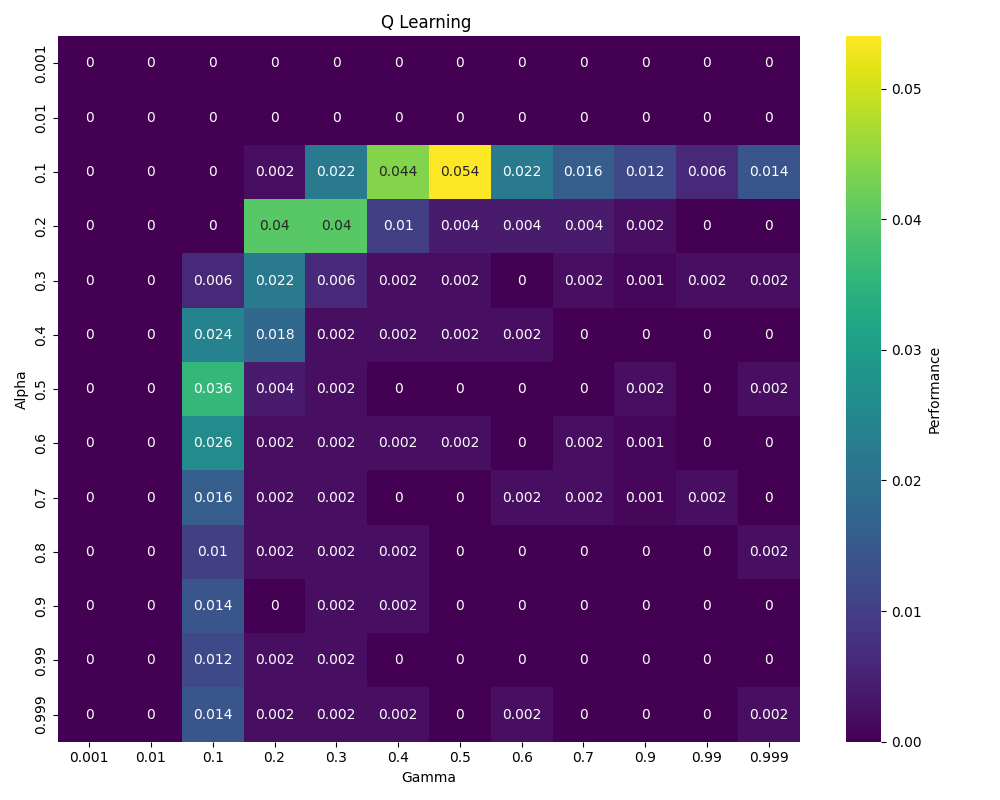 Q Learning
0.001 0 0 0 0 0 0 0 0 0 0 0 0
0.01 0 0 0 0 0 0 0 0 0 0 0 0
0.1 0 0 0 0.002 0.022 0.044 0.054 0.022 0.016 0.012 0.006 0.014
0.2 0 0 0 0.04 0.04 0.01 0.004 0.004 0.004 0.002 0 0
0.3 0 0 0.006 0.022 0.006 0.002 0.002 0 0.002 0.001 0.002 0.002
0.4 0 0 0.024 0.018 0.002 0.002 0.002 0.002 0 0 0 0
0.5 0 0 0.036 0.004 0.002 0 0 0 0 0.002 0 0.002
0.6 0 0 0.026 0.002 0.002 0.002 0.002 0 0.002 0.001 0 0
0.7 0 0 0.016 0.002 0.002 0 0 0.002 0.002 0.001 0.002 0
0.8 0 0 0.01 0.002 0.002 0.002 0 0 0 0 0 0.002
0.9 0 0 0.014 0 0.002 0.002 0 0 0 0 0 0
0.99 0 0 0.012 0.002 0.002 0 0 0 0 0 0 0
0.999 0 0 0.014 0.002 0.002 0.002 0 0.002 0 0 0 0.002
Alpha
0.001 0.01 0.1 0.2 0.3 0.4 0.5 0.6 0.7 0.9 0.99 0.999
Gamma
0.05
0.04
0.03
0.02
0.01
0.00
Performance